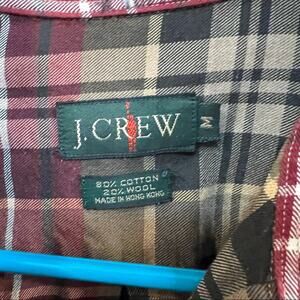 J.CREW
M
80% COTTON
20% WOOL
MADE IN HONG KONG